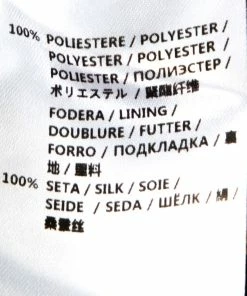 100% POLIESTERE / POLYESTER /
POLYESTER / POLYESTER /
POLIESTER / ПОЛИЭСТЕР /
ポリエステル / 聚酯纤维
FODERA / LINING /
DOUBLURE / FUTTER /
FORRO / ПОДКЛАДКА / 裏
地 / 里料
100% SETA / SILK / SOIE /
SEIDE / SEDA / ШЁЛК / 絹 /
桑蚕丝